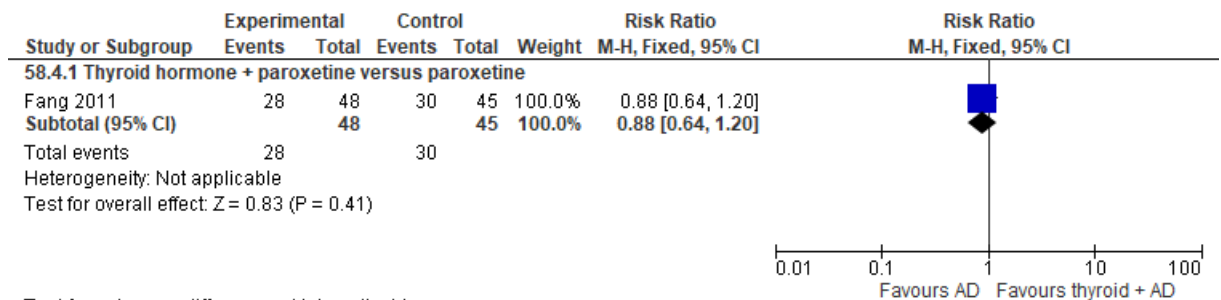 Experimental Control Risk Ratio Risk Ratio
Study or Subgroup Events Total Events Total Weight M-H, Fixed, 95% CI M-H, Fixed, 95% CI
58.4.1 Thyroid hormone + paroxetine versus paroxetine
Fang 2011 28 48 30 45 100.0% 0.88 [0.64, 1.20]
Subtotal (95% CI) 48 45 100.0% 0.88 [0.64, 1.20]
Total events 28 30
Heterogeneity: Not applicable
Test for overall effect: Z = 0.83 (P = 0.41)
0.01 0.1 1 10 100
Favours AD Favours thyroid + AD